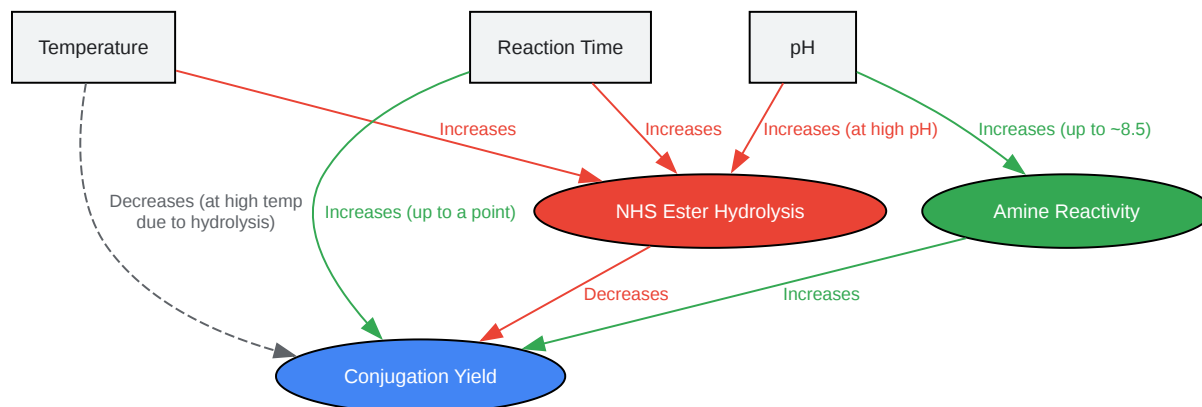 Temperature
Reaction Time
pH
Increases
Increases
Increases (at high pH)
Increases (up to ~8.5)
Decreases (at high temp
due to hydrolysis)
Increases (up to a point)
NHS Ester Hydrolysis
Amine Reactivity
Decreases
Increases
Conjugation Yield